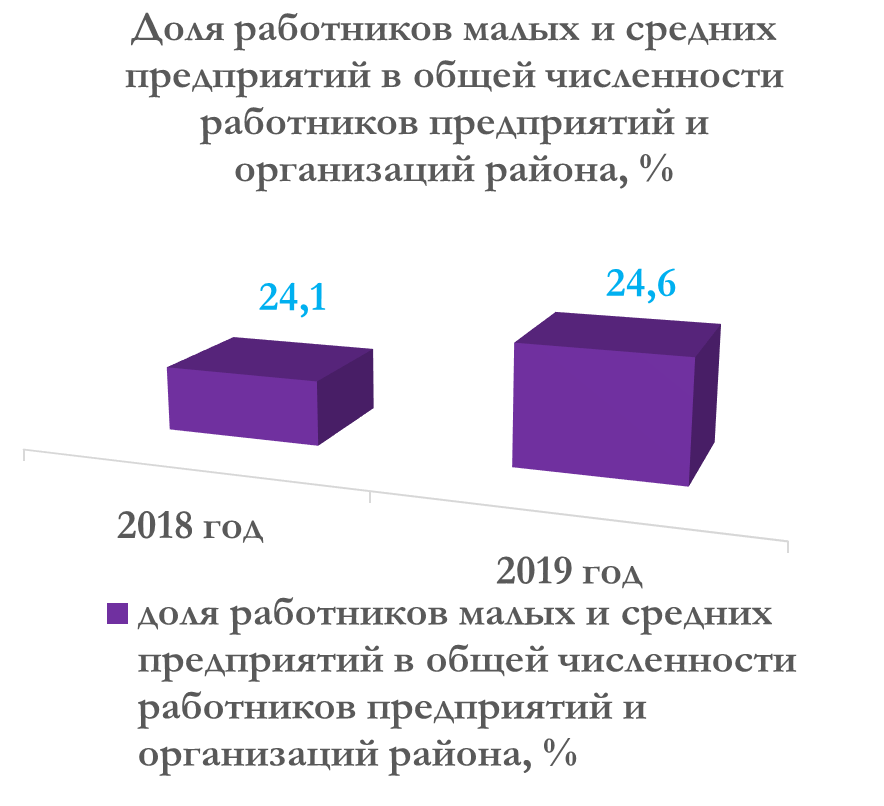 Доля работников малых и средних
предприятий в общей численности
работников предприятий и
организаций района, %
24,1
24,6
2018 год
2019 год
доля работников малых и средних
предприятий в общей численности
работников предприятий и
организаций района, %